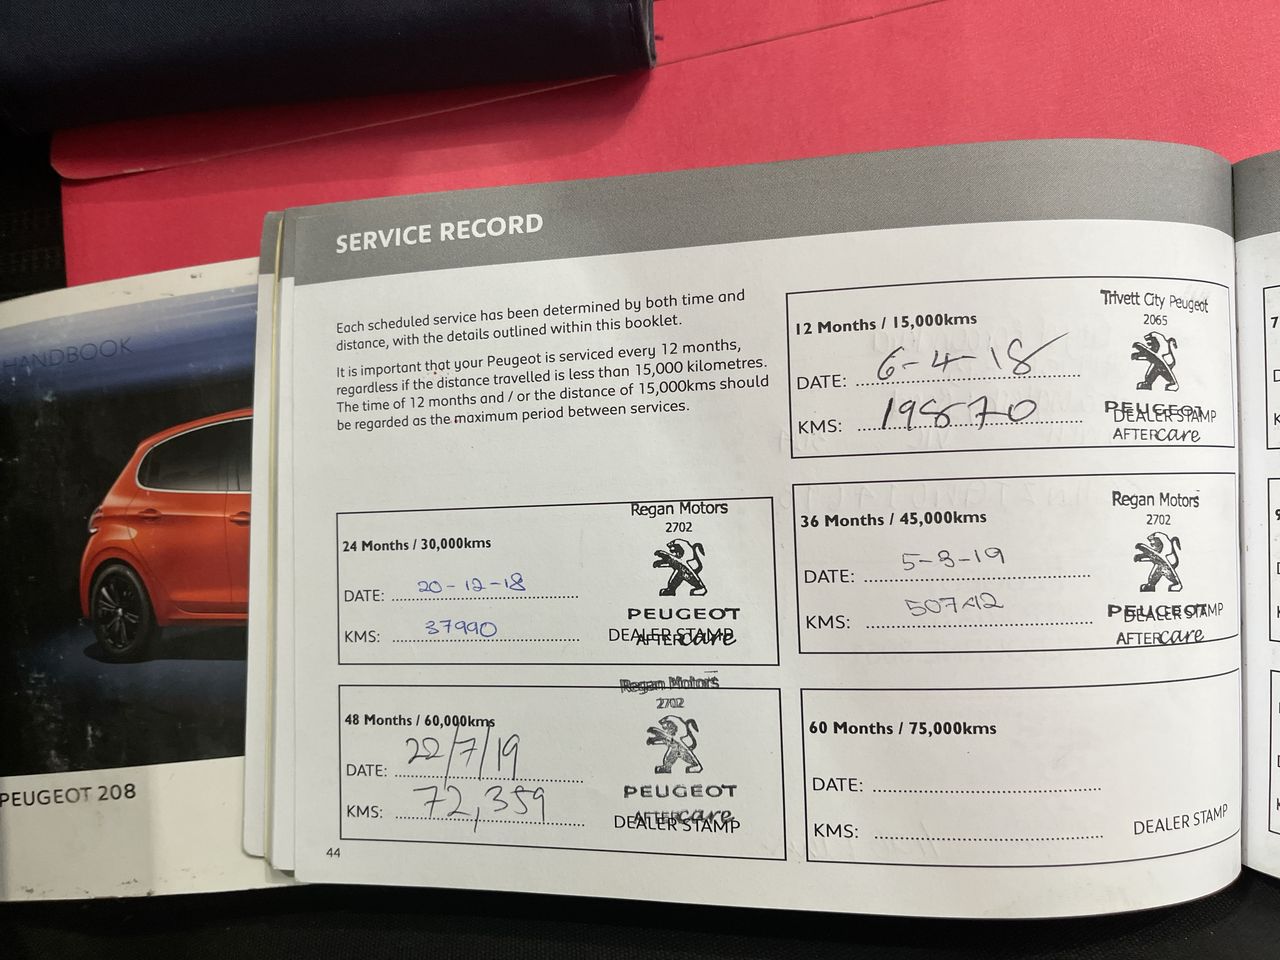 HANDBOOK
PEUGEOT 208
SERVICE RECORD
Each scheduled service has been determined by both time and
distance, with the details outlined within this booklet.
It is important that your Peugeot is serviced every 12 months,
regardless if the distance travelled is less than 15,000 kilometres.
The time of 12 months and / or the distance of 15,000kms should
be regarded as the maximum period between services.
12 Months / 15,000kms
DATE: 6-4-18
KMS: 19870
Trivett City Peugeot
2065
PEUGEOT
DEALER STAMP
AFTERcare
24 Months / 30,000kms
DATE: 20-12-18
KMS: 37990
Regan Motors
2702
PEUGEOT
DEALER STAMP
AFTERcare
36 Months / 45,000kms
DATE: 5-3-19
KMS:
Regan Motors
2702
PEUGEOT
DEALER STAMP
AFTERcare
48 Months / 60,000kms
DATE: 22/7/19
KMS: 72,359
Regan Motors
2702
PEUGEOT
AFTERcare
DEALER STAMP
60 Months / 75,000kms
DATE:
KMS:
DEALER STAMP
44